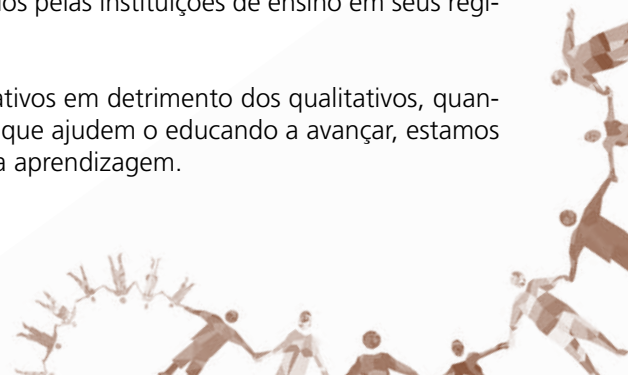 pelas instituições de ensino em seus regi-
ativos em detrimento dos qualitativos, quan-
que ajudem o educando a avançar, estamos
a aprendizagem.